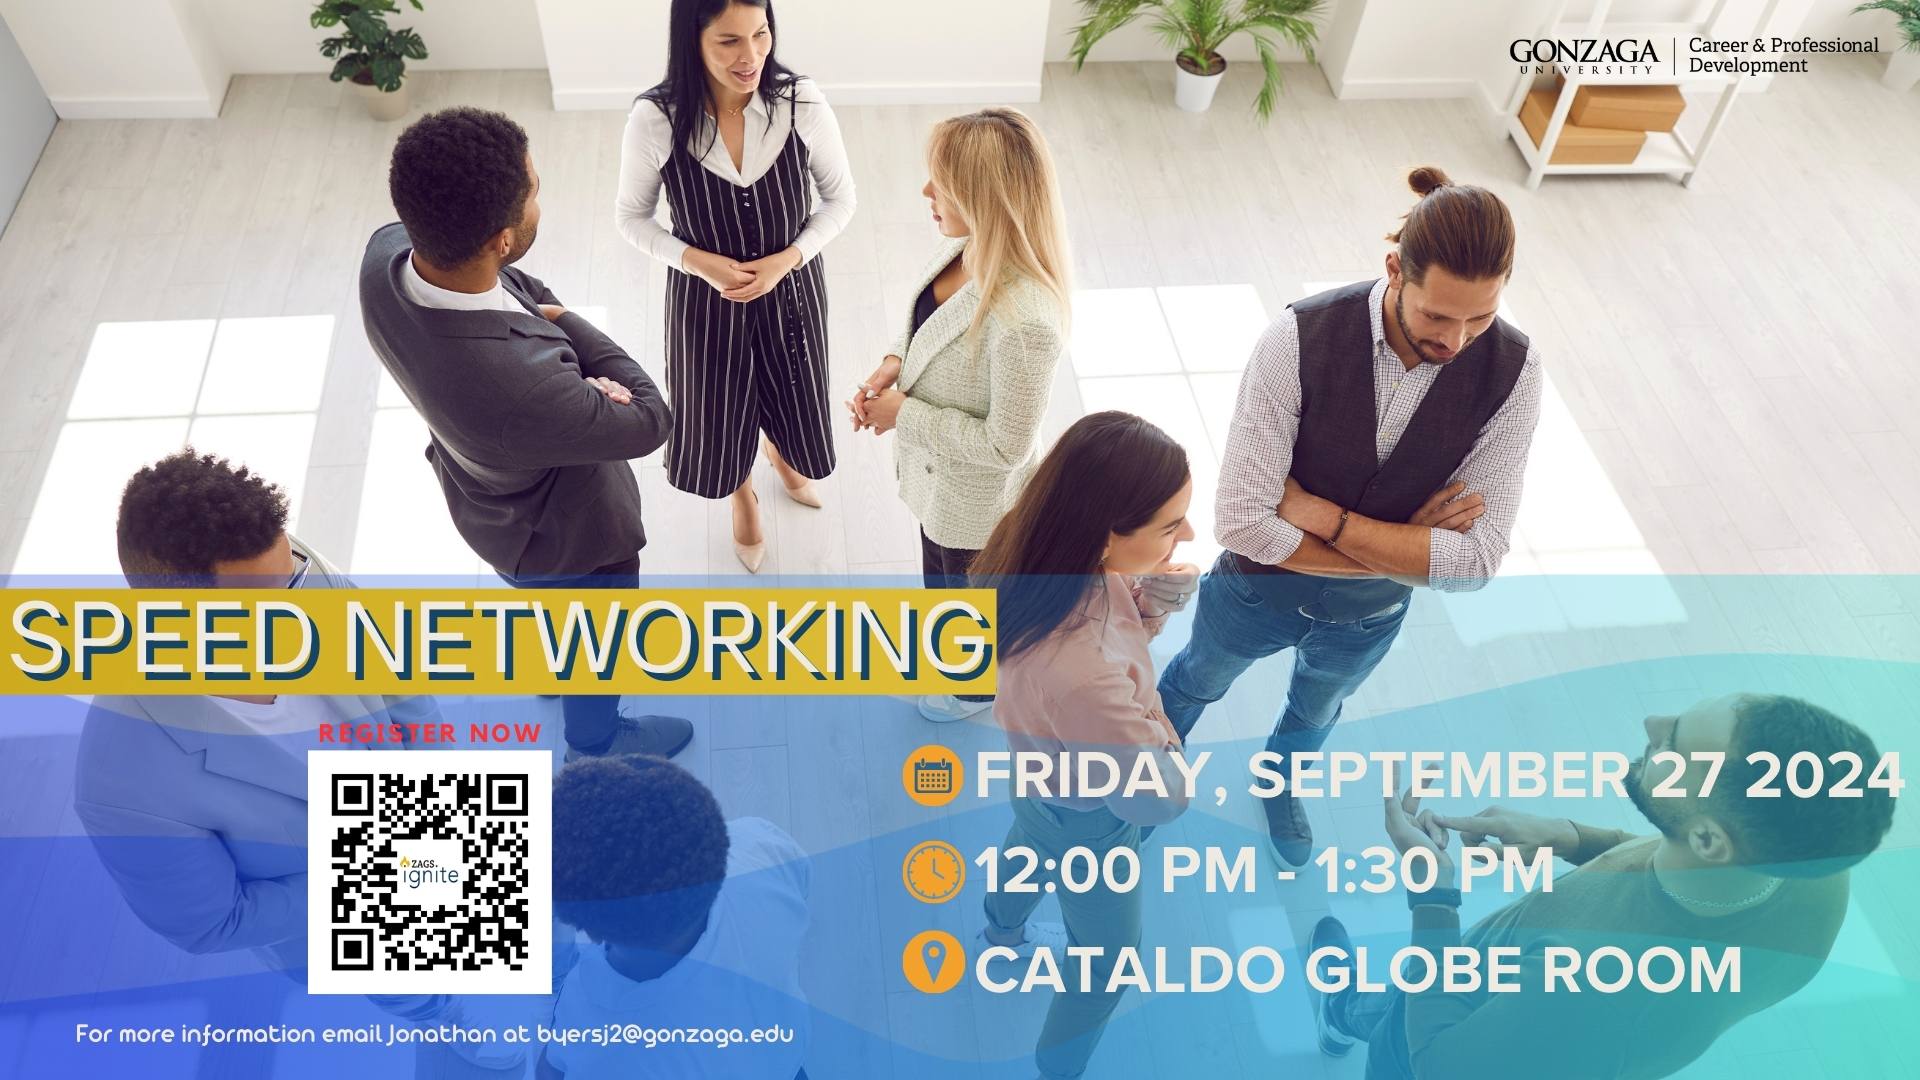 GONZAGA
UNIVERSITY
Career & Professional
Development
SPEED NETWORKING
REGISTER NOW
ZAGS.
ignite
FRIDAY, SEPTEMBER 27 2024
12:00 PM - 1:30 PM
CATALDO GLOBE ROOM
For more information email Jonathan at byersj2@gonzaga.edu